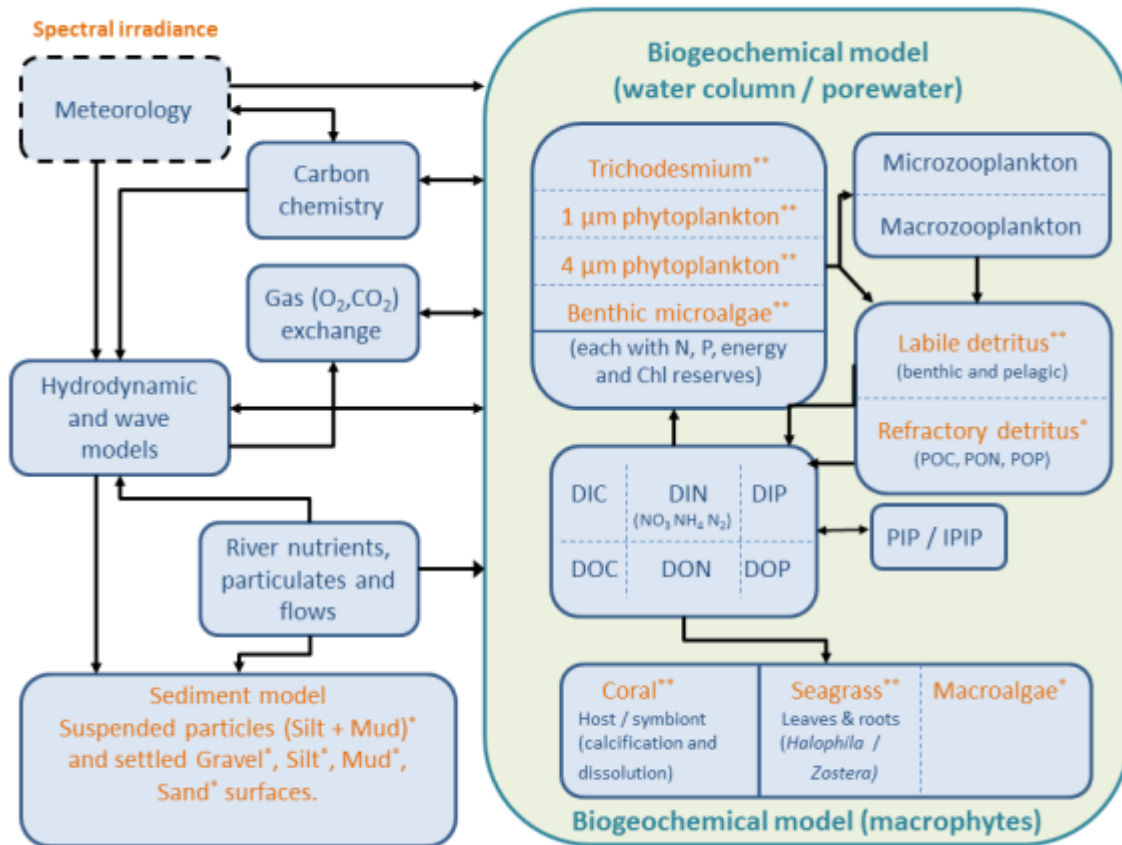 Spectral irradiance
Meteorology
Carbon
chemistry
Gas (O₂,CO₂)
exchange
Hydrodynamic
and wave
models
River nutrients,
particulates and
flows
Sediment model
Suspended particles (Silt + Mud)*
and settled Gravel*, Silt*, Mud*,
Sand* surfaces.
Biogeochemical model
(water column / porewater)
Trichodesmium**
1 μm phytoplankton**
4 μm phytoplankton**
Benthic microalgae**
(each with N, P, energy
and Chl reserves)
Microzooplankton
Macrozooplankton
Labile detritus**
(benthic and pelagic)
Refractory detritus*
(POC, PON, POP)
DIC
DIN
(NO₃ NH₄ N₂)
DIP
DOC
DON
DOP
PIP / IPIP
Coral**
Host / symbiont
(calcification and
dissolution)
Seagrass**
Leaves & roots
(Halophila /
Zostera)
Macroalgae*
Biogeochemical model (macrophytes)